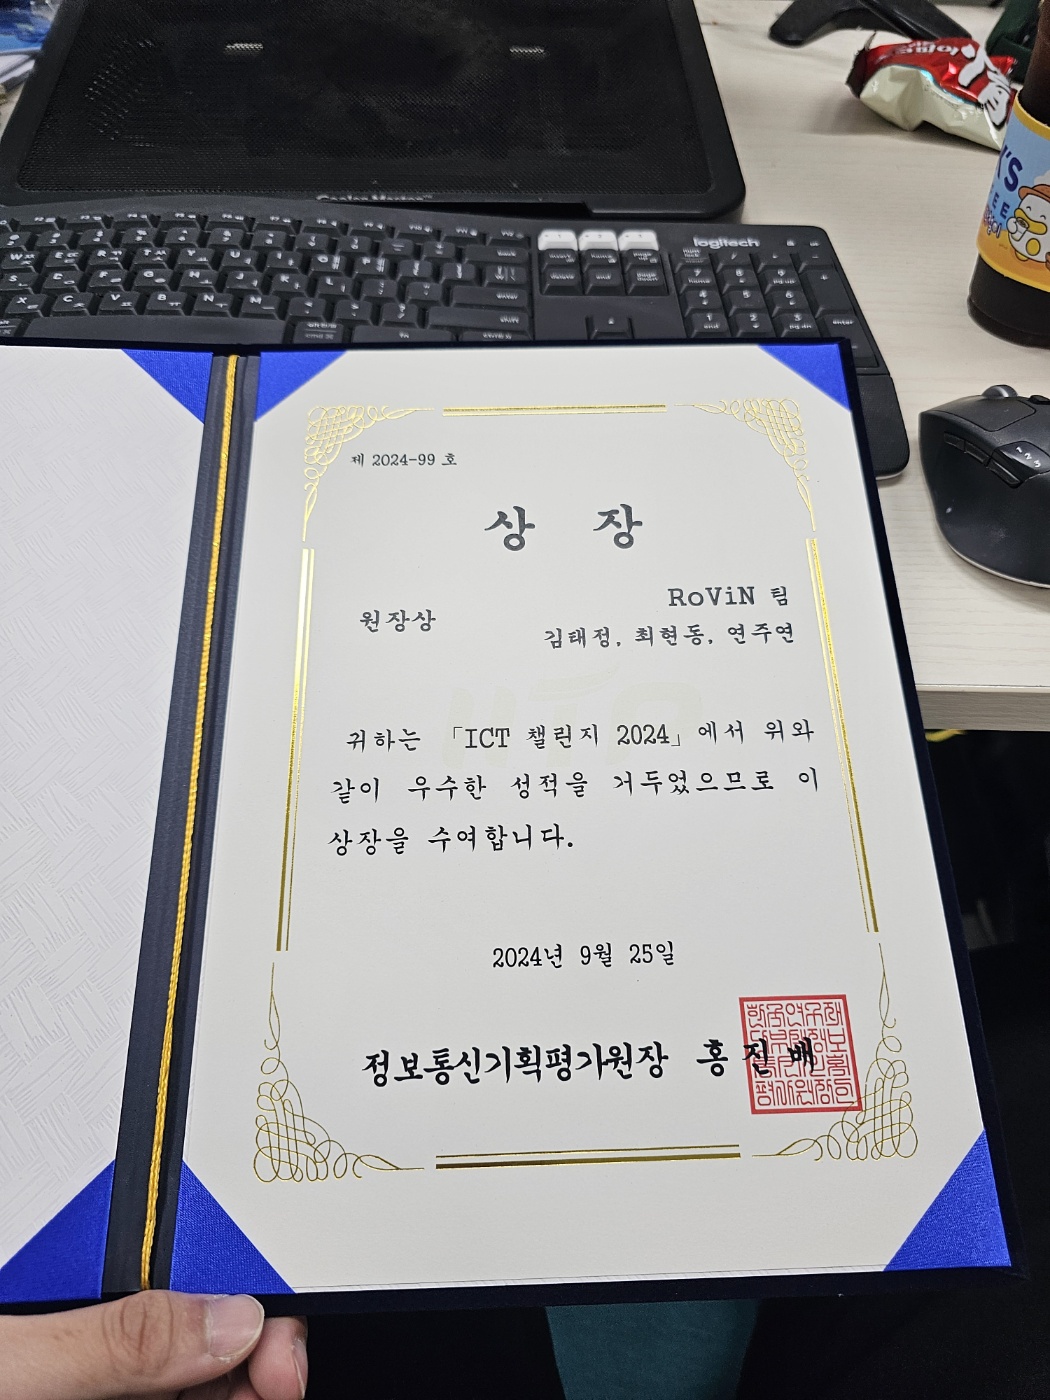 logitech
제 2024-99 호
상 장
RoViN 팀
원장상
김태정, 최현동, 연주연
귀하는 「ICT 챌린지 2024」에서 위와
같이 우수한 성적을 거두었으므로 이
상장을 수여합니다.
2024년 9월 25일
정보통신기획평가원장 홍 진 배